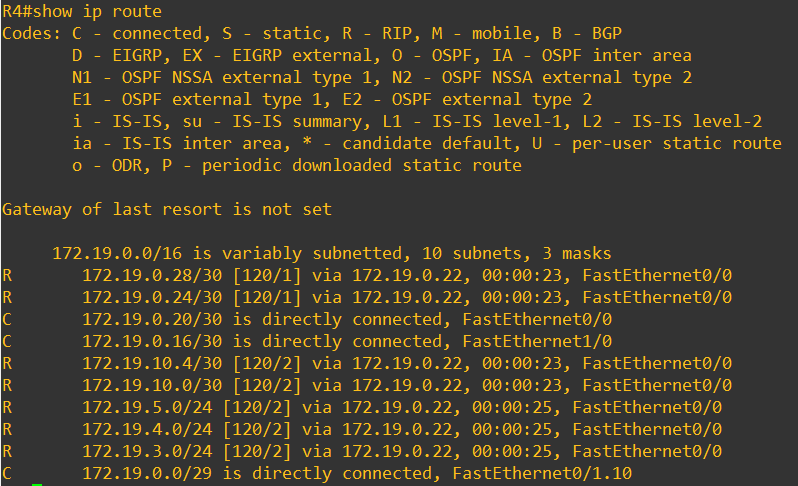 R4#show ip route
Codes: C - connected, S - static, R - RIP, M - mobile, B - BGP
       D - EIGRP, EX - EIGRP external, O - OSPF, IA - OSPF inter area
       N1 - OSPF NSSA external type 1, N2 - OSPF NSSA external type 2
       E1 - OSPF external type 1, E2 - OSPF external type 2
       i - IS-IS, su - IS-IS summary, L1 - IS-IS level-1, L2 - IS-IS level-2
       ia - IS-IS inter area, * - candidate default, U - per-user static route
       o - ODR, P - periodic downloaded static route
Gateway of last resort is not set
     172.19.0.0/16 is variably subnetted, 10 subnets, 3 masks
R       172.19.0.28/30 [120/1] via 172.19.0.22, 00:00:23, FastEthernet0/0
R       172.19.0.24/30 [120/1] via 172.19.0.22, 00:00:23, FastEthernet0/0
C       172.19.0.20/30 is directly connected, FastEthernet0/0
C       172.19.0.16/30 is directly connected, FastEthernet1/0
R       172.19.10.4/30 [120/2] via 172.19.0.22, 00:00:23, FastEthernet0/0
R       172.19.10.0/30 [120/2] via 172.19.0.22, 00:00:23, FastEthernet0/0
R       172.19.5.0/24 [120/2] via 172.19.0.22, 00:00:25, FastEthernet0/0
R       172.19.4.0/24 [120/2] via 172.19.0.22, 00:00:25, FastEthernet0/0
R       172.19.3.0/24 [120/2] via 172.19.0.22, 00:00:25, FastEthernet0/0
C       172.19.0.0/29 is directly connected, FastEthernet0/1.10